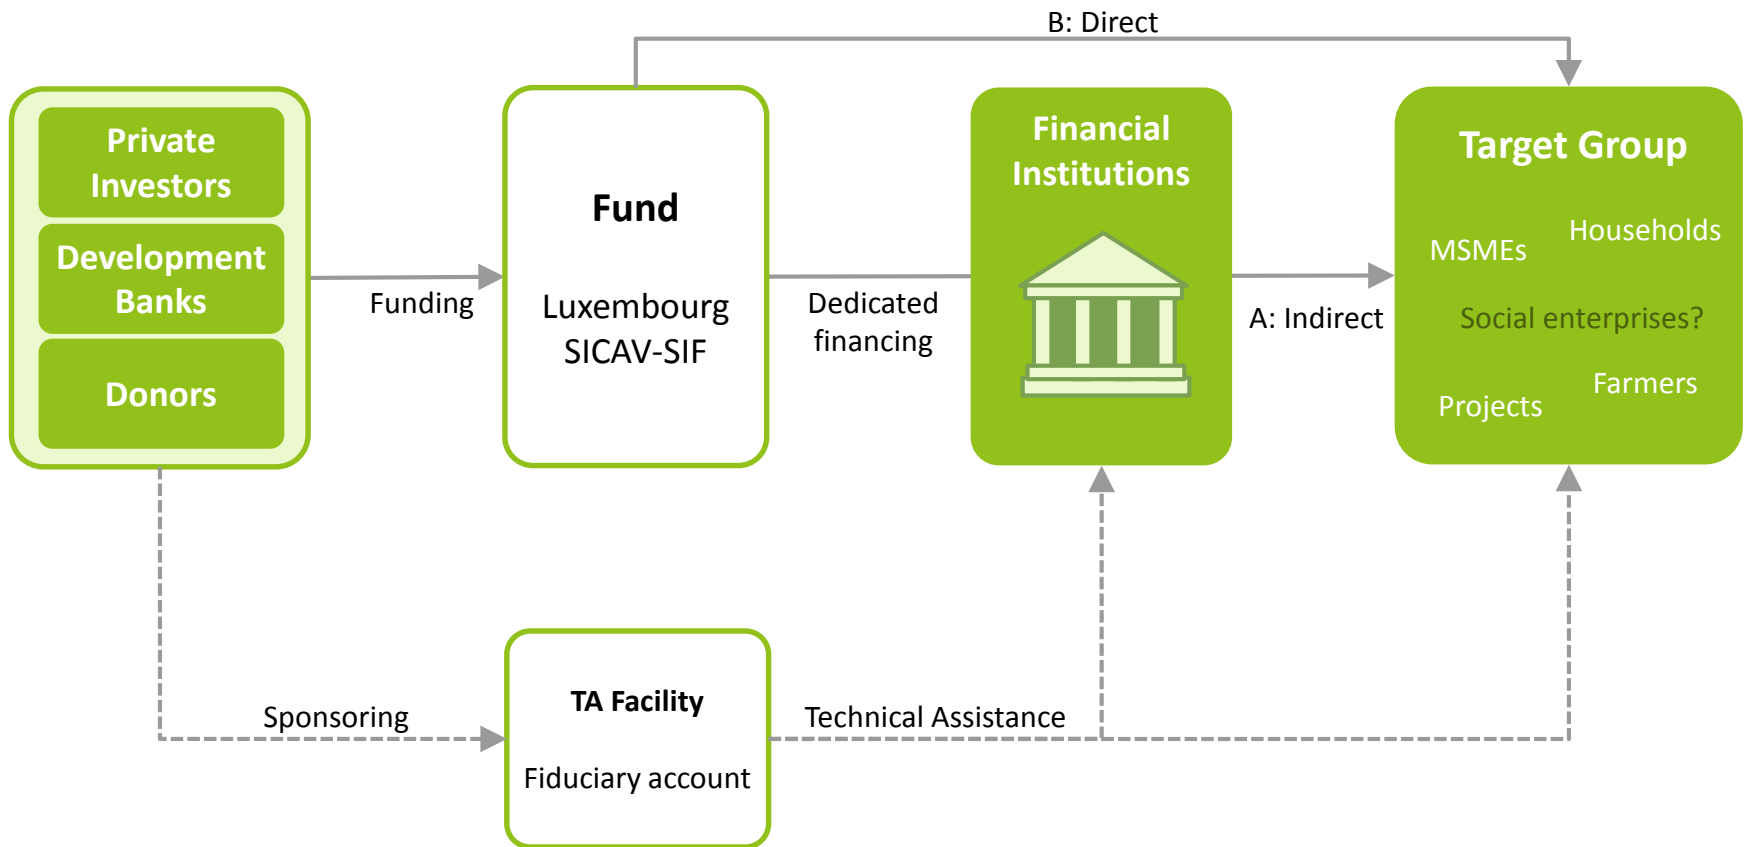 B: Direct
Private
Investors
Development
Banks
Donors
Funding
Fund
Luxembourg
SICAV-SIF
Dedicated
financing
Financial
Institutions
A: Indirect
Target Group
Households
MSMEs
Social enterprises?
Farmers
Projects
Sponsoring
TA Facility
Fiduciary account
Technical Assistance